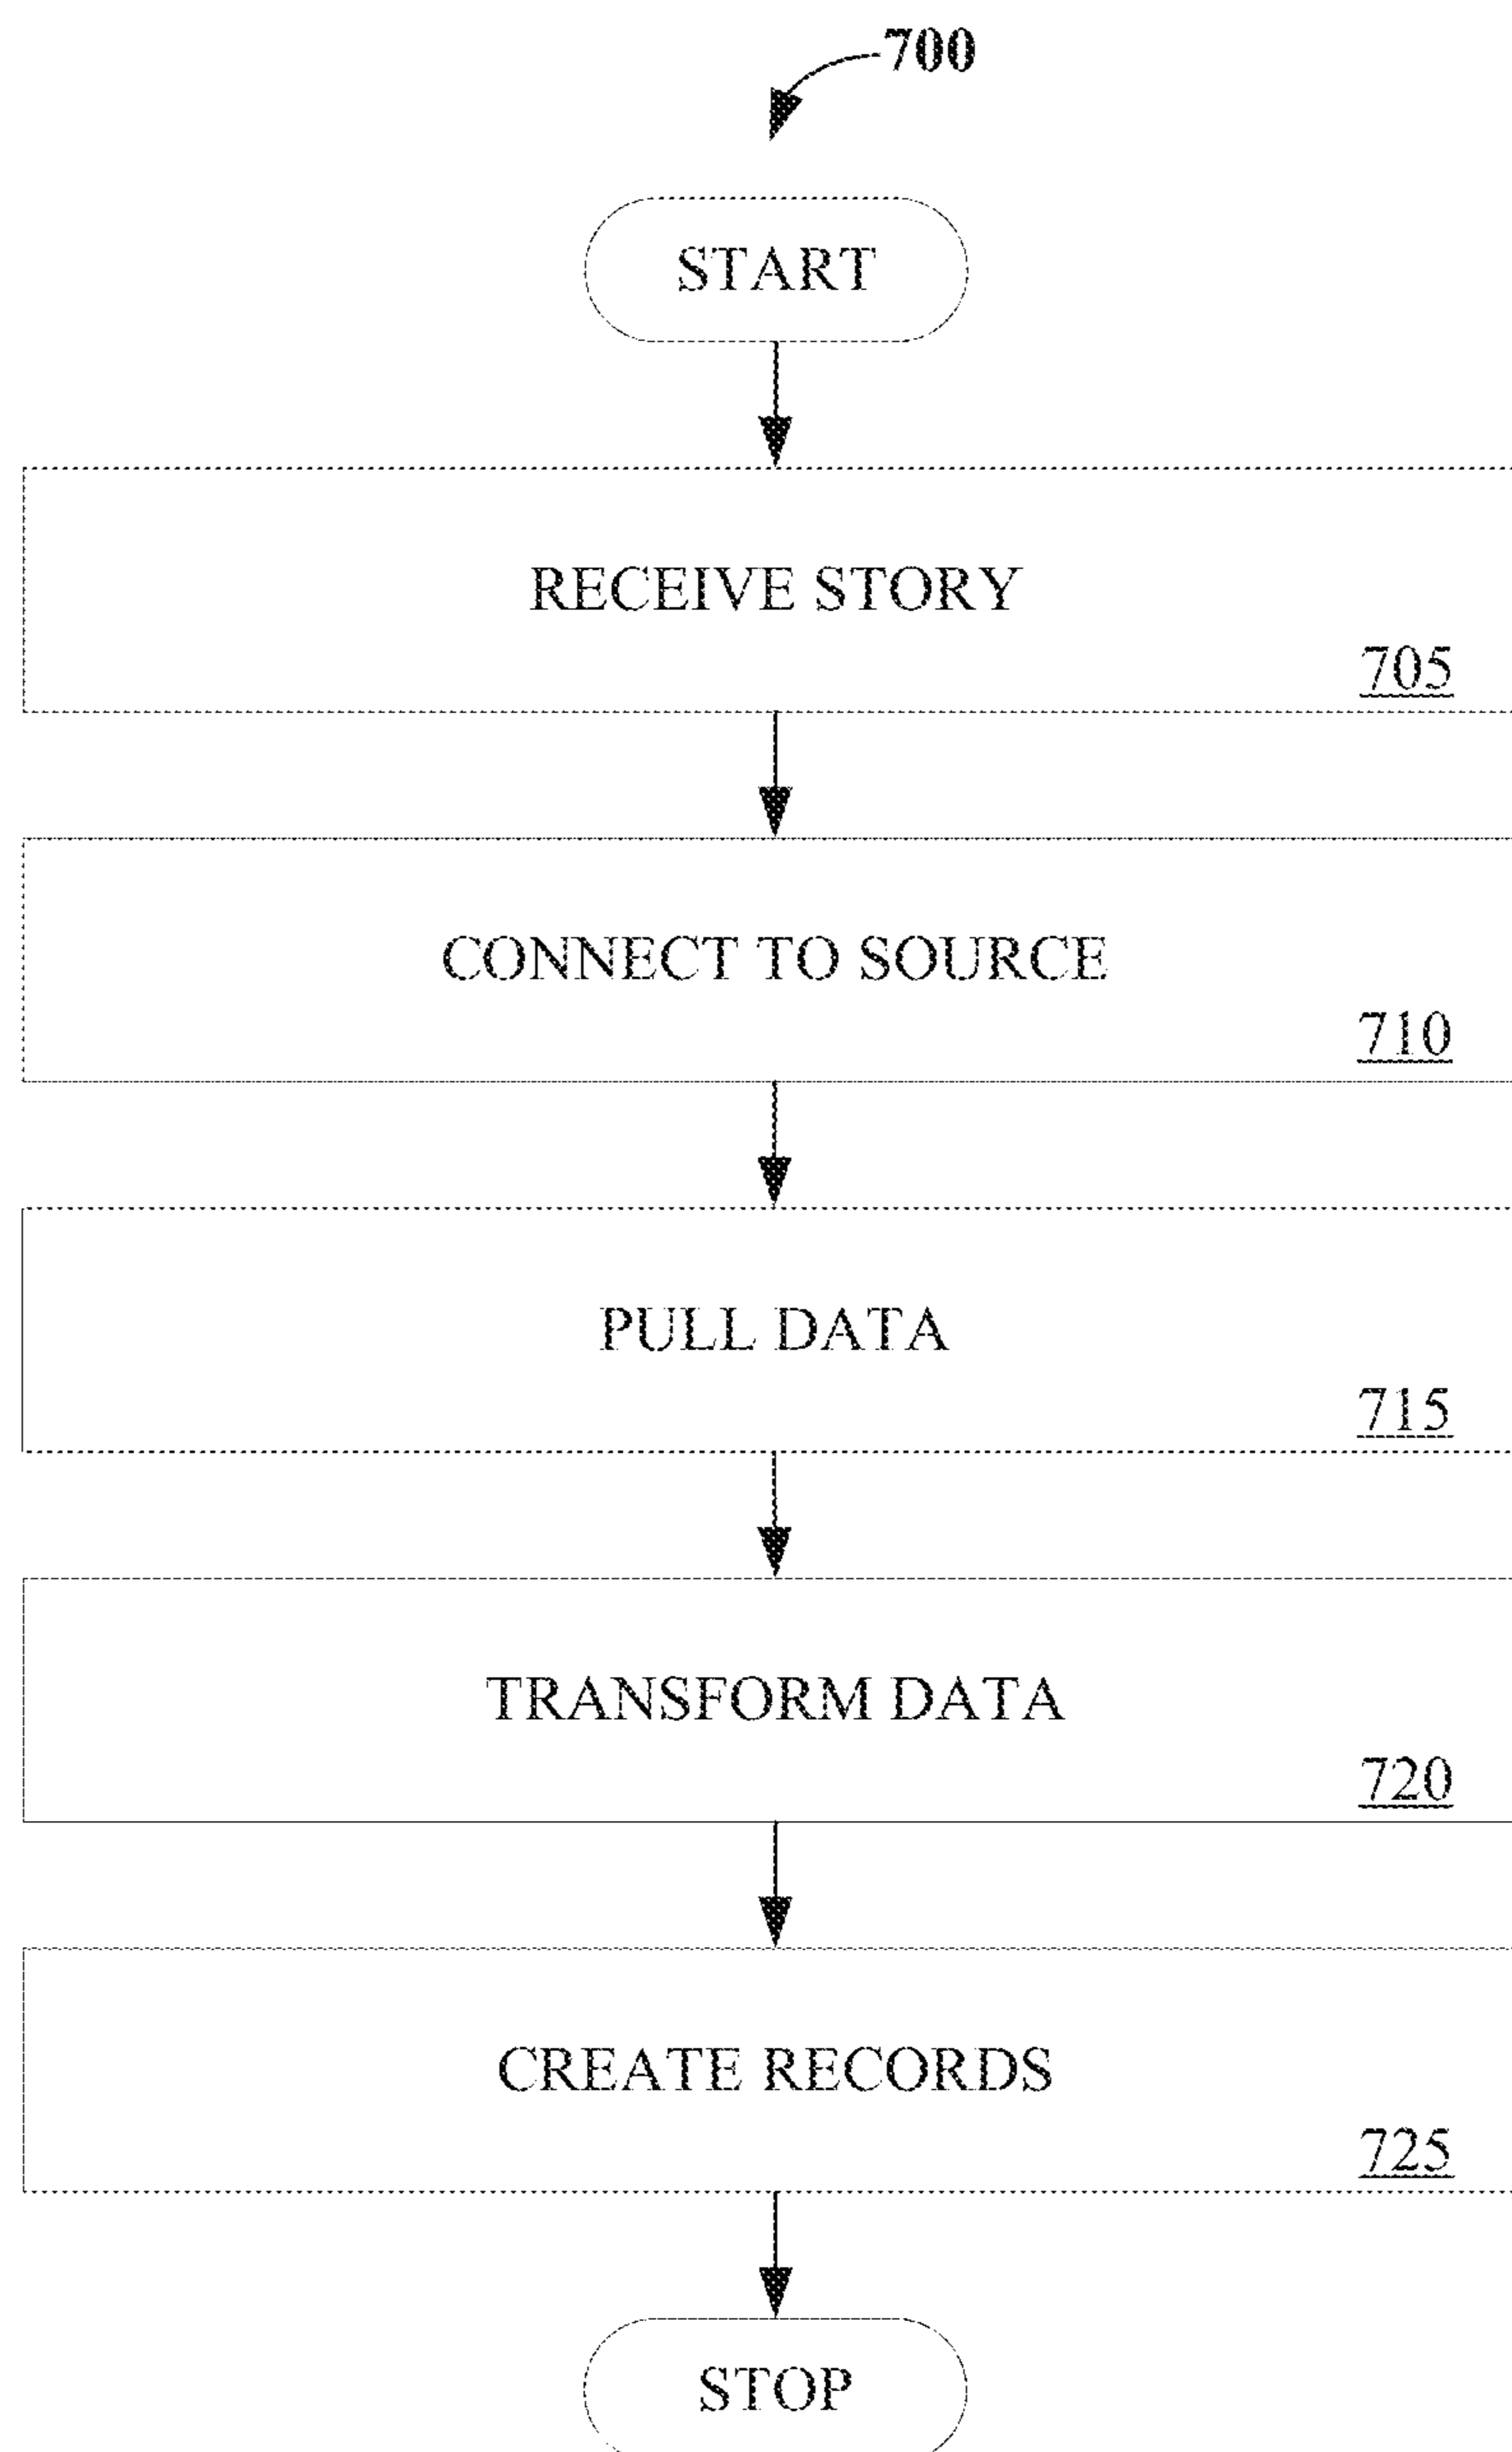 700
START
RECEIVE STORY
705
CONNECT TO SOURCE
710
PULL DATA
715
TRANSFORM DATA
720
CREATE RECORDS
725
STOP